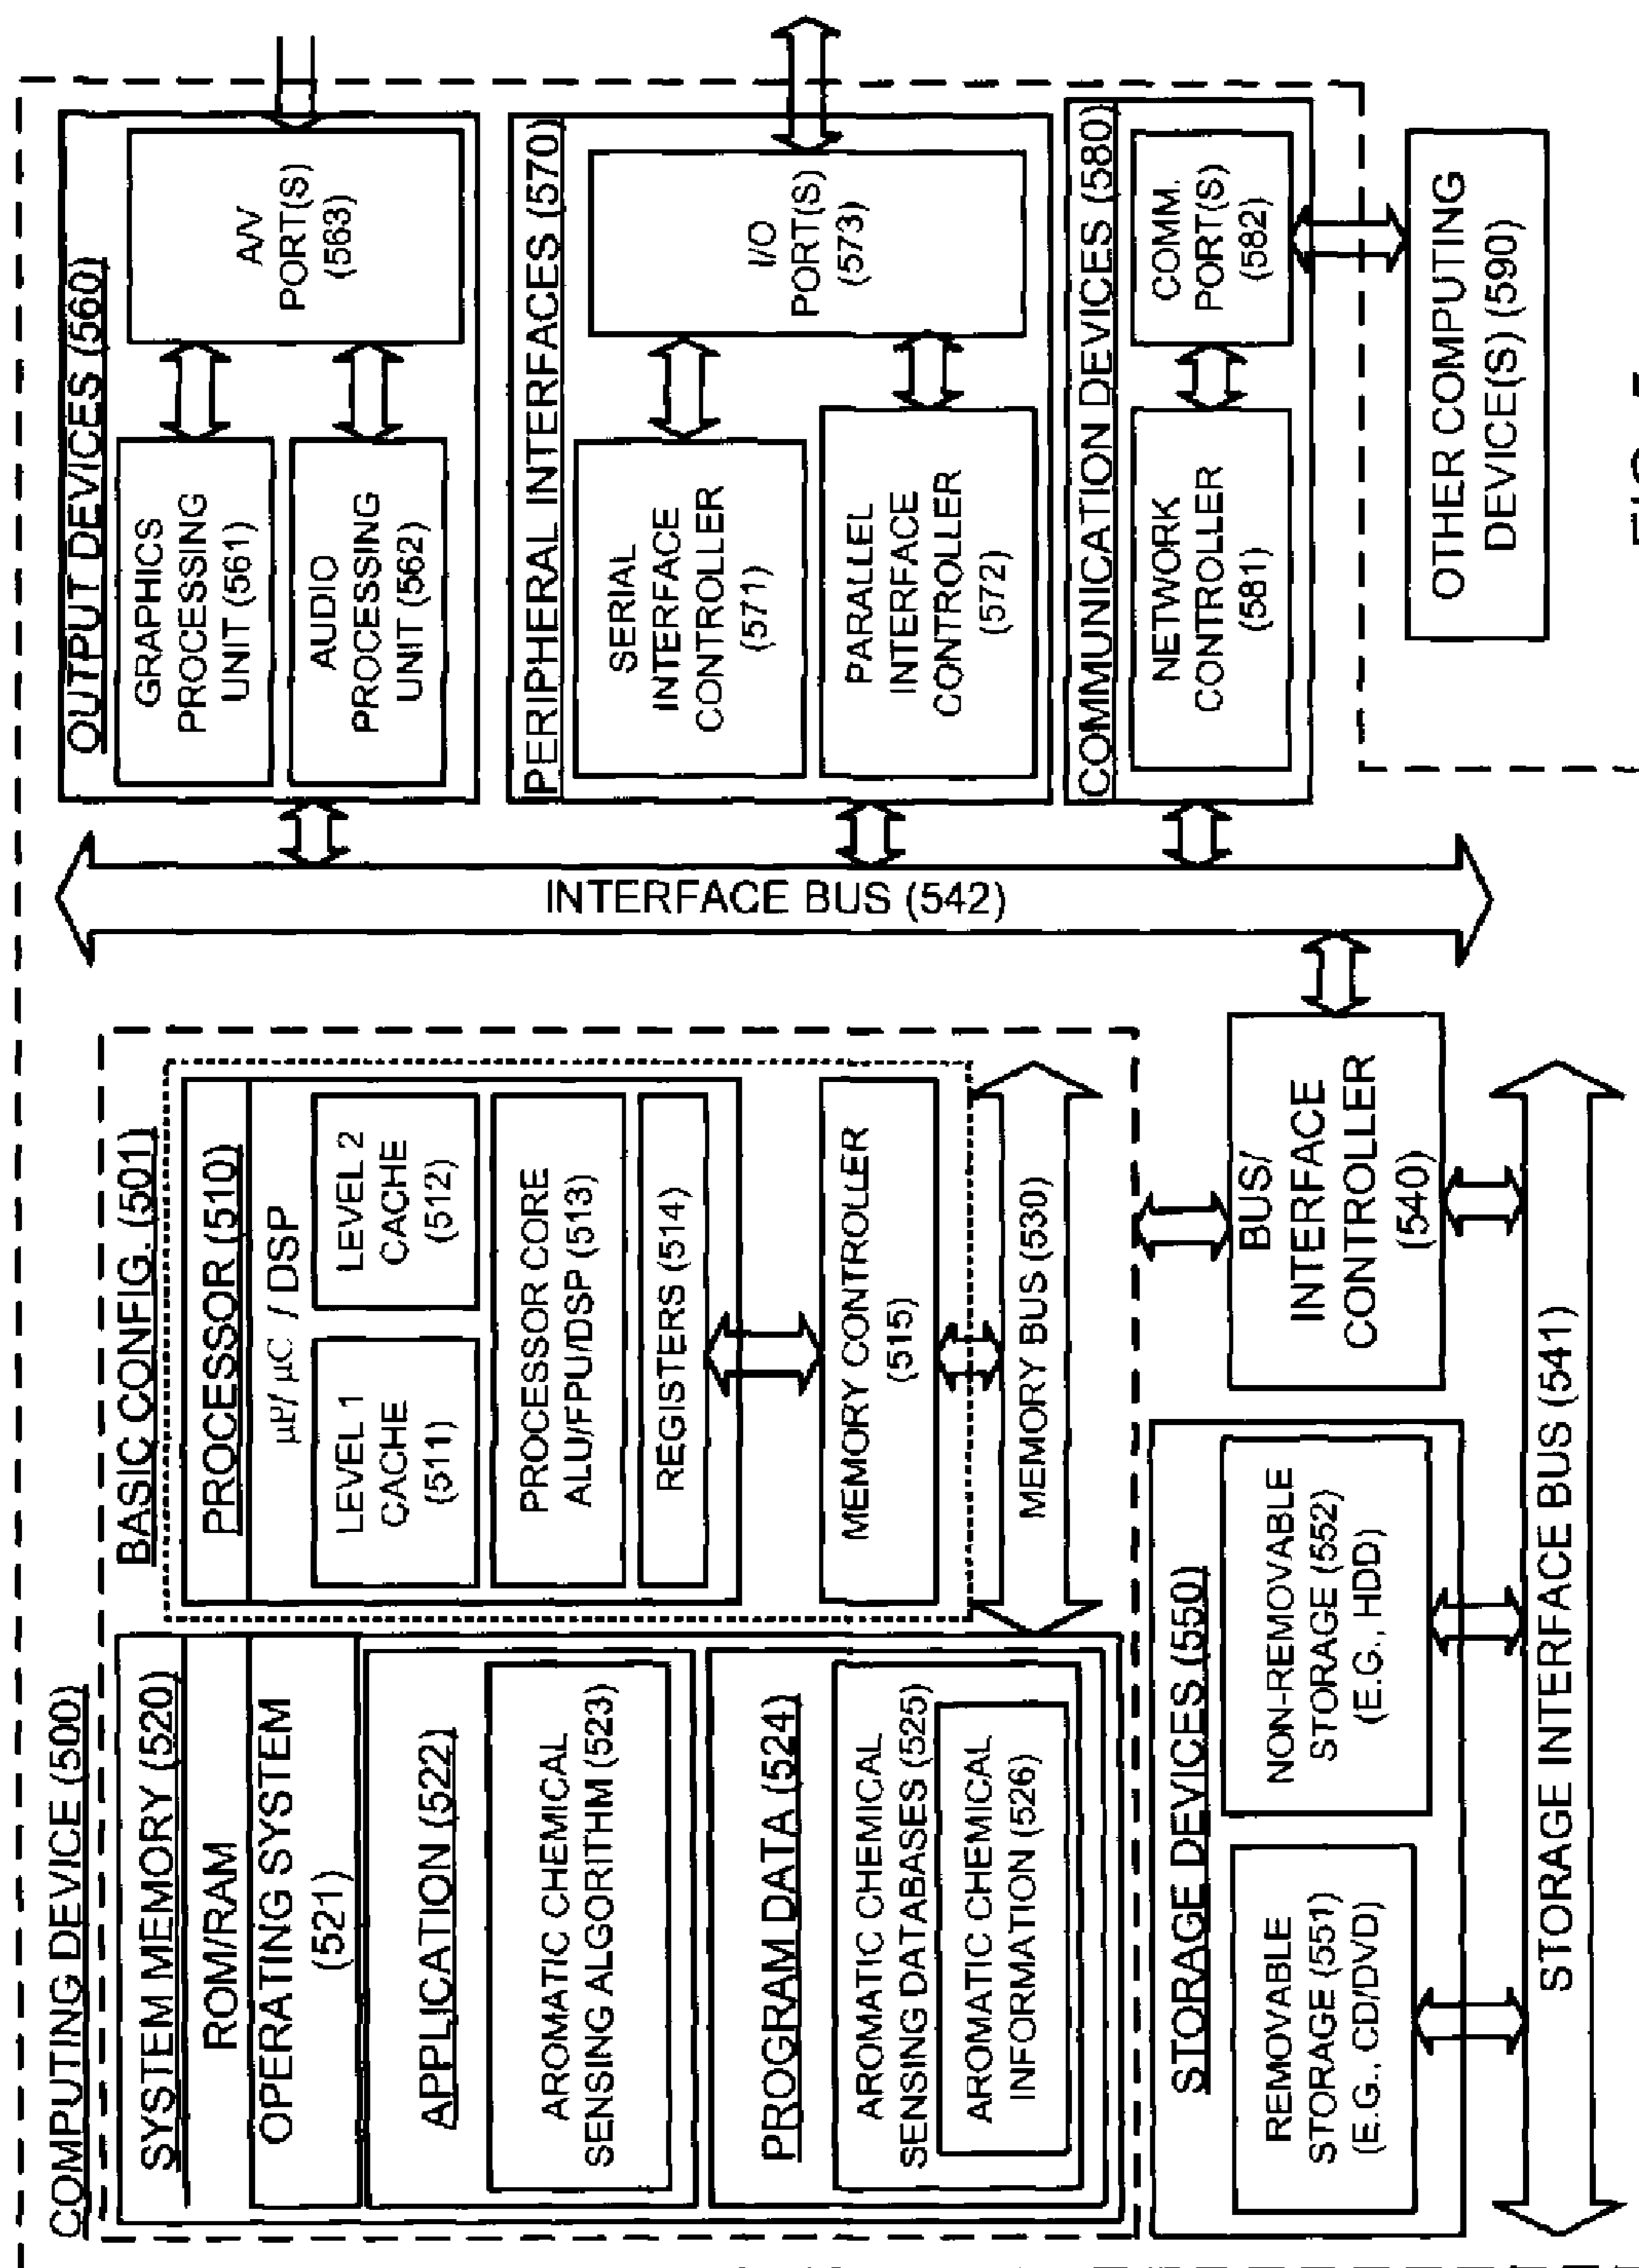 COMPUTING DEVICE (500)
SYSTEM MEMORY (520)
ROM/RAM
OPERATING SYSTEM
(521)
APPLICATION (522)
AROMATIC CHEMICAL
SENSING ALGORITHM (523)
PROGRAM DATA (524)
AROMATIC CHEMICAL
SENSING DATABASES (525)
AROMATIC CHEMICAL
INFORMATION (526)
BASIC CONFIG. (501)
PROCESSOR (510)
µP/ µC / DSP
LEVEL 1
CACHE
(511)
LEVEL 2
CACHE
(512)
PROCESSOR CORE
ALU/FPU/DSP (513)
REGISTERS (514)
MEMORY CONTROLLER
(515)
MEMORY BUS (530)
STORAGE DEVICES (550)
REMOVABLE
STORAGE (551)
(E.G., CD/DVD)
NON-REMOVABLE
STORAGE (552)
(E.G., HDD)
BUS/
INTERFACE
CONTROLLER
(540)
STORAGE INTERFACE BUS (541)
INTERFACE BUS (542)
OUTPUT DEVICES (560)
GRAPHICS
PROCESSING
UNIT (561)
AUDIO
PROCESSING
UNIT (562)
A/V
PORT(S)
(563)
PERIPHERAL INTERFACES (570)
SERIAL
INTERFACE
CONTROLLER
(571)
PARALLEL
INTERFACE
CONTROLLER
(572)
I/O
PORT(S)
(573)
COMMUNICATION DEVICES (580)
NETWORK
CONTROLLER
(581)
COMM.
PORT(S)
(582)
OTHER COMPUTING
DEVICE(S) (590)